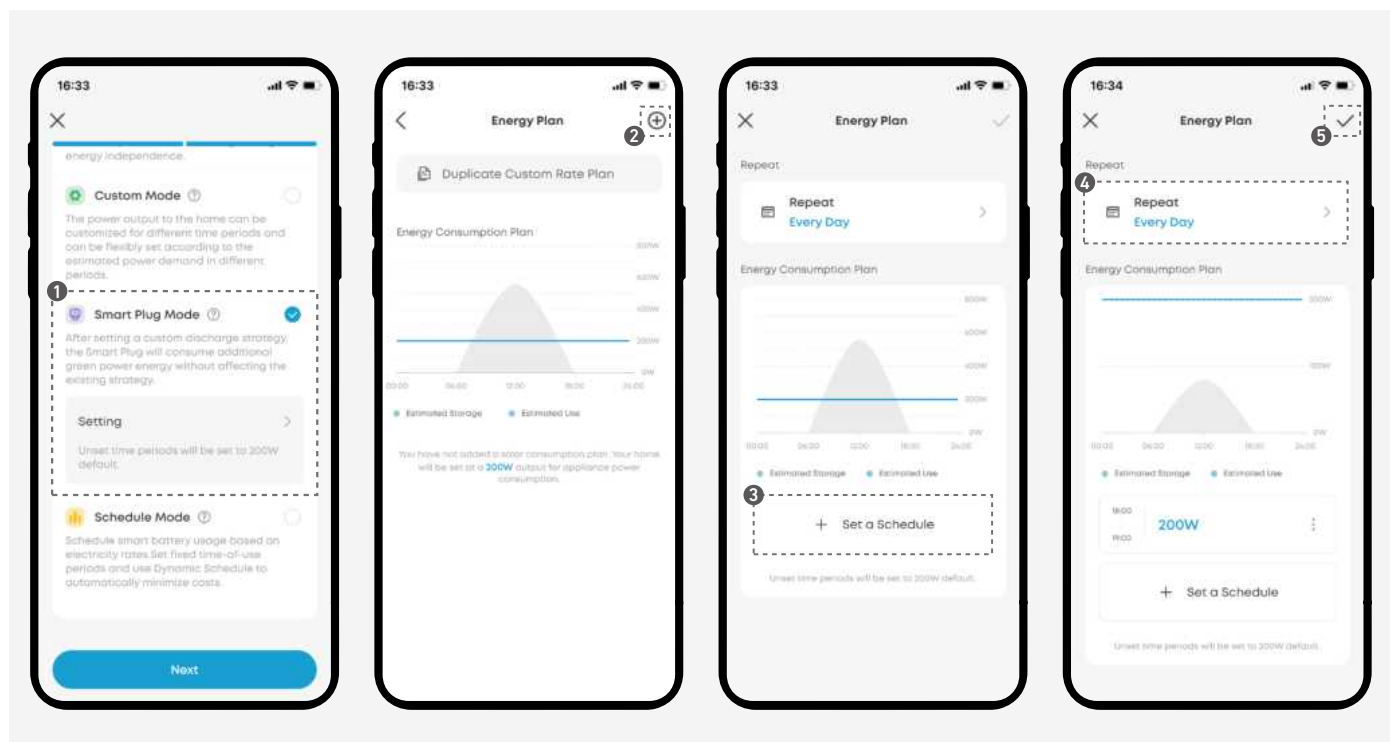 16:33
energy independence.
Custom Mode
The power output to the home can be
customized for different time periods and
can be flexibly set according to the
estimated power demand in different
periods.
1
Smart Plug Mode
After setting a custom discharge strategy,
the Smart Plug will consume additional
green power energy without affecting the
existing strategy.
Setting
Unset time periods will be set to 200W
default.
Schedule Mode
Schedule smart battery usage based on
electricity rates.Set fixed time-of-use
periods and use Dynamic Schedule to
automatically minimize costs.
Next
16:33
Energy Plan
2
Duplicate Custom Rate Plan
Energy Consumption Plan
800W
600W
400W
200W
0W
00:00 06:00 12:00 18:00 24:00
Estimated Storage Estimated Use
You have not added a solar consumption plan. Your home
will be set at a 200W output for appliance power
consumption.
16:33
Energy Plan
Repeat
Repeat
Every Day
Energy Consumption Plan
800W
600W
400W
200W
0W
00:00 06:00 12:00 18:00 24:00
Estimated Storage Estimated Use
3
+ Set a Schedule
Unset time periods will be set to 200W default.
16:34
Energy Plan
5
Repeat
4
Repeat
Every Day
Energy Consumption Plan
200W
100W
0W
00:00 06:00 12:00 18:00 24:00
Estimated Storage Estimated Use
200W
+ Set a Schedule
Unset time periods will be set to 200W default.